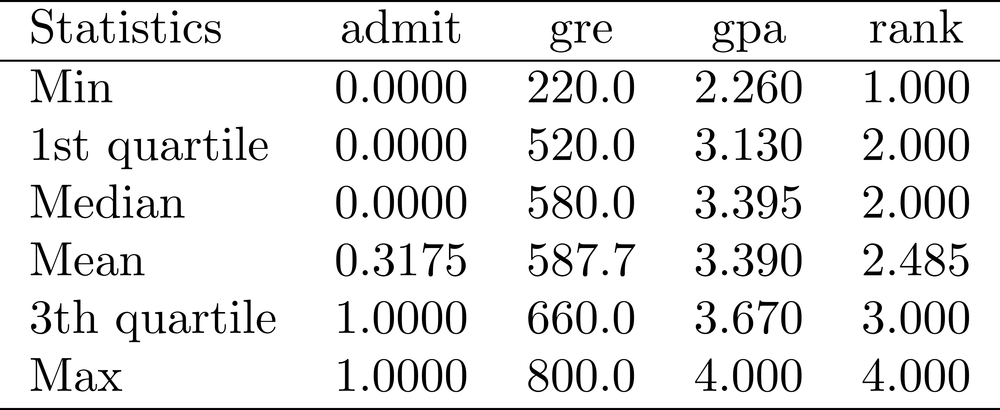 Statistics admit gre gpa rank
Min 0.0000 220.0 2.260 1.000
1st quartile 0.0000 520.0 3.130 2.000
Median 0.0000 580.0 3.395 2.000
Mean 0.3175 587.7 3.390 2.485
3th quartile 1.0000 660.0 3.670 3.000
Max 1.0000 800.0 4.000 4.000